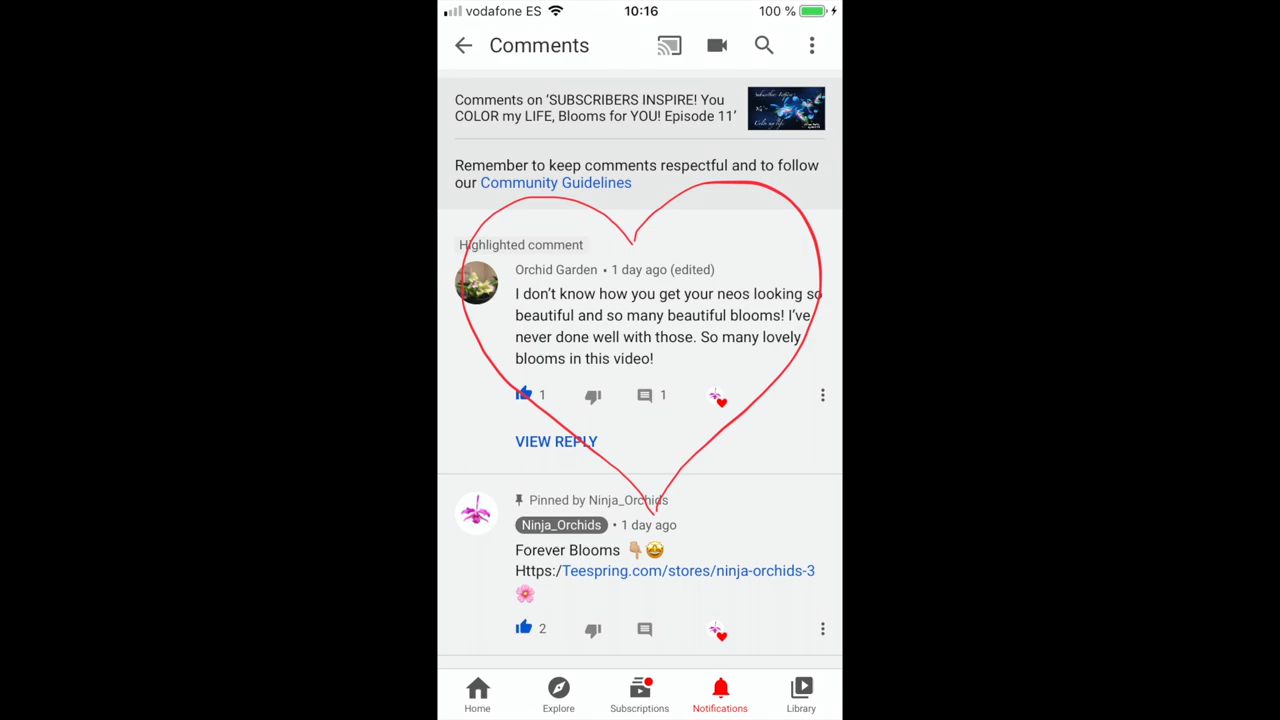 vodafone ES 10:16 100 %
Comments
Comments on ‘SUBSCRIBERS INSPIRE! You
COLOR my LIFE, Blooms for YOU! Episode 11’
Remember to keep comments respectful and to follow
our Community Guidelines
Highlighted comment
Orchid Garden • 1 day ago (edited)
I don’t know how you get your neos looking so
beautiful and so many beautiful blooms! I’ve
never done well with those. So many lovely
blooms in this video!
1 1
VIEW REPLY
Pinned by Ninja_Orchids
Ninja_Orchids • 1 day ago
Forever Blooms 👇🏼🤩
Https:/Teespring.com/stores/ninja-orchids-3
🌸
2
Home Explore Subscriptions Notifications Library